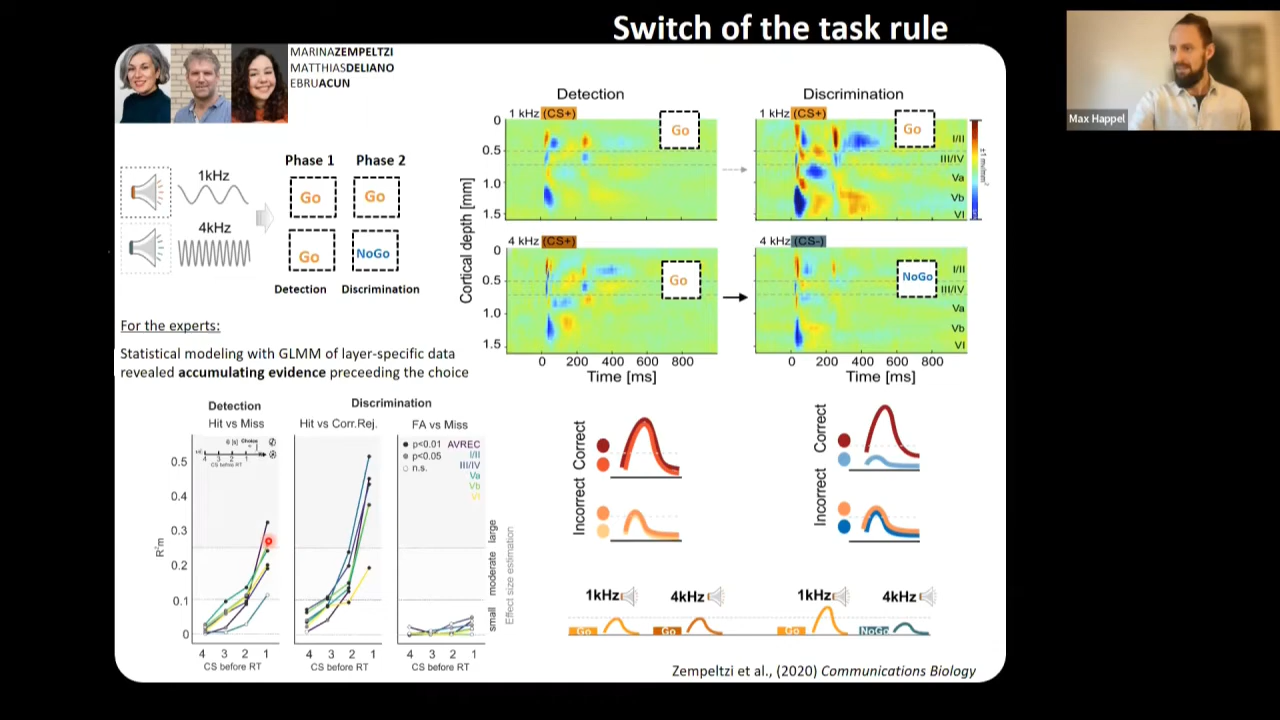 Switch of the task rule
MARINAZEMPELTZI
MATTHIASDELIANO
EBRUACUN
Max Happel
Phase 1 Phase 2
1kHz
Go Go
4kHz
Go NoGo
Detection Discrimination
For the experts:
Statistical modeling with GLMM of layer-specific data
revealed accumulating evidence preceeding the choice
Detection Discrimination
1 kHz (CS+) 1 kHz (CS+)
Go Go
0
0.5
1.0
1.5
I/II
III/IV
Va
Vb
VI
Cortical depth [mm]
4 kHz (CS+) 4 kHz (CS-)
Go NoGo
0
0.5
1.0
1.5
I/II
III/IV
Va
Vb
VI
0 200 400 600 800 0 200 400 600 800
Time [ms] Time [ms]
Detection Discrimination
Hit vs Miss Hit vs Corr.Rej. FA vs Miss
CS before RT
p<0.01 AVREC
p<0.05 I/II
n.s. III/IV
Va
Vb
VI
R²m
0.5
0.4
0.3
0.2
0.1
0
4 3 2 1 4 3 2 1 4 3 2 1
CS before RT CS before RT CS before RT
small moderate large
Effect size estimation
Correct Correct
Incorrect Incorrect
1kHz 4kHz 1kHz 4kHz
Go Go Go NoGo
Zempeltzi et al., (2020) Communications Biology